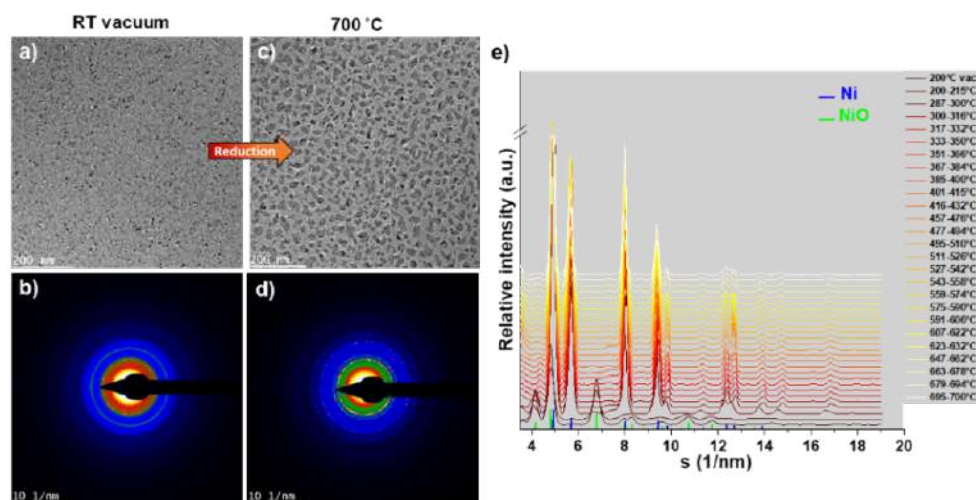 RT vacuum
700 °C
a)
c)
Reduction
200 nm
200 nm
b)
d)
10 1/nm
10 1/nm
e)
Relative intensity (a.u.)
Ni
NiO
4 6 8 10 12 14 16 18 20
s (1/nm)
200°C vac
200-215°C
287-300°C
300-316°C
317-332°C
333-350°C
351-366°C
367-384°C
385-400°C
401-415°C
416-432°C
457-476°C
477-494°C
495-510°C
511-526°C
527-542°C
543-558°C
559-574°C
575-590°C
591-606°C
607-622°C
623-632°C
647-662°C
663-678°C
679-694°C
695-700°C